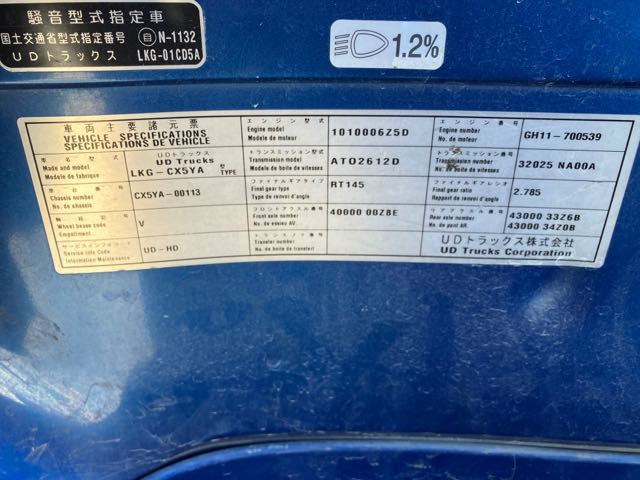 騒音型式指定車
国土交通省型式指定番号 自 N-1132
UDトラックス LKG-01CD5A
1.2%
車両主要諸元票
VEHICLE SPECIFICATIONS
SPECIFICATIONS DE VEHICLE
エンジン型式
Engine model
Modele de moteur
1010006Z5D
エンジン番号
Engine number
No. de moteur
GH11-700539
車名型式
Made and model
Modele de fabrique
UDトラックス
UD Trucks
LKG-CX5YA 型 TYPE
トランスミッション型式
Transmission model
Modele de boite de vitesses
ATO2612D
トランスミッション番号
Transmission number
No. de boite de vitesses
32025 NA00A
車台番号
Chassis number
No. de chassis
CX5YA-00113
ファイナルギアタイプ
Final gear type
Type de renvoi d'angle
RT145
ファイナルギアレシオ
Final gear ratio
Rapport de renvoi d'angle
2.785
軸距記号
Wheel base code
Empattement
V
フロントアクスル番号
Front axle number
No. de essieu AV.
40000 00Z8E
リアアクスル番号
Rear axle number
No. de pont AR.
43000 33Z6B
43000 34Z0B
サービスインフォコード
Service Info Code
Information Maintenance
UD-HD
トランスファ番号
Transfer number
No. de boite de transfert
UDトラックス株式会社
UD Trucks Corporation